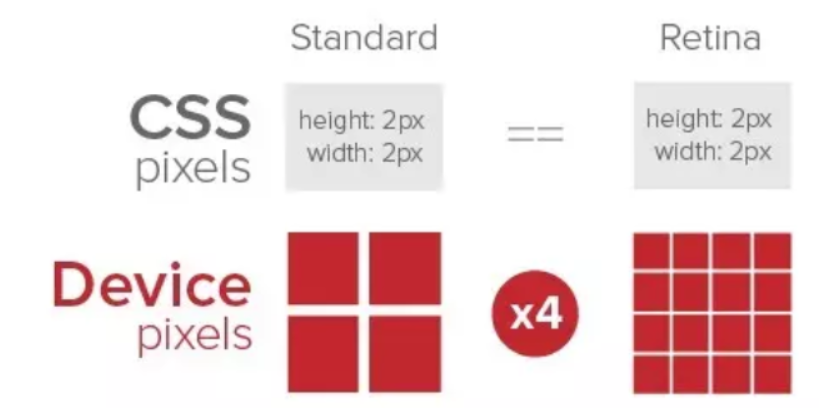 Standard
Retina
CSS
pixels
height: 2px
width: 2px
==
height: 2px
width: 2px
Device
pixels
x4